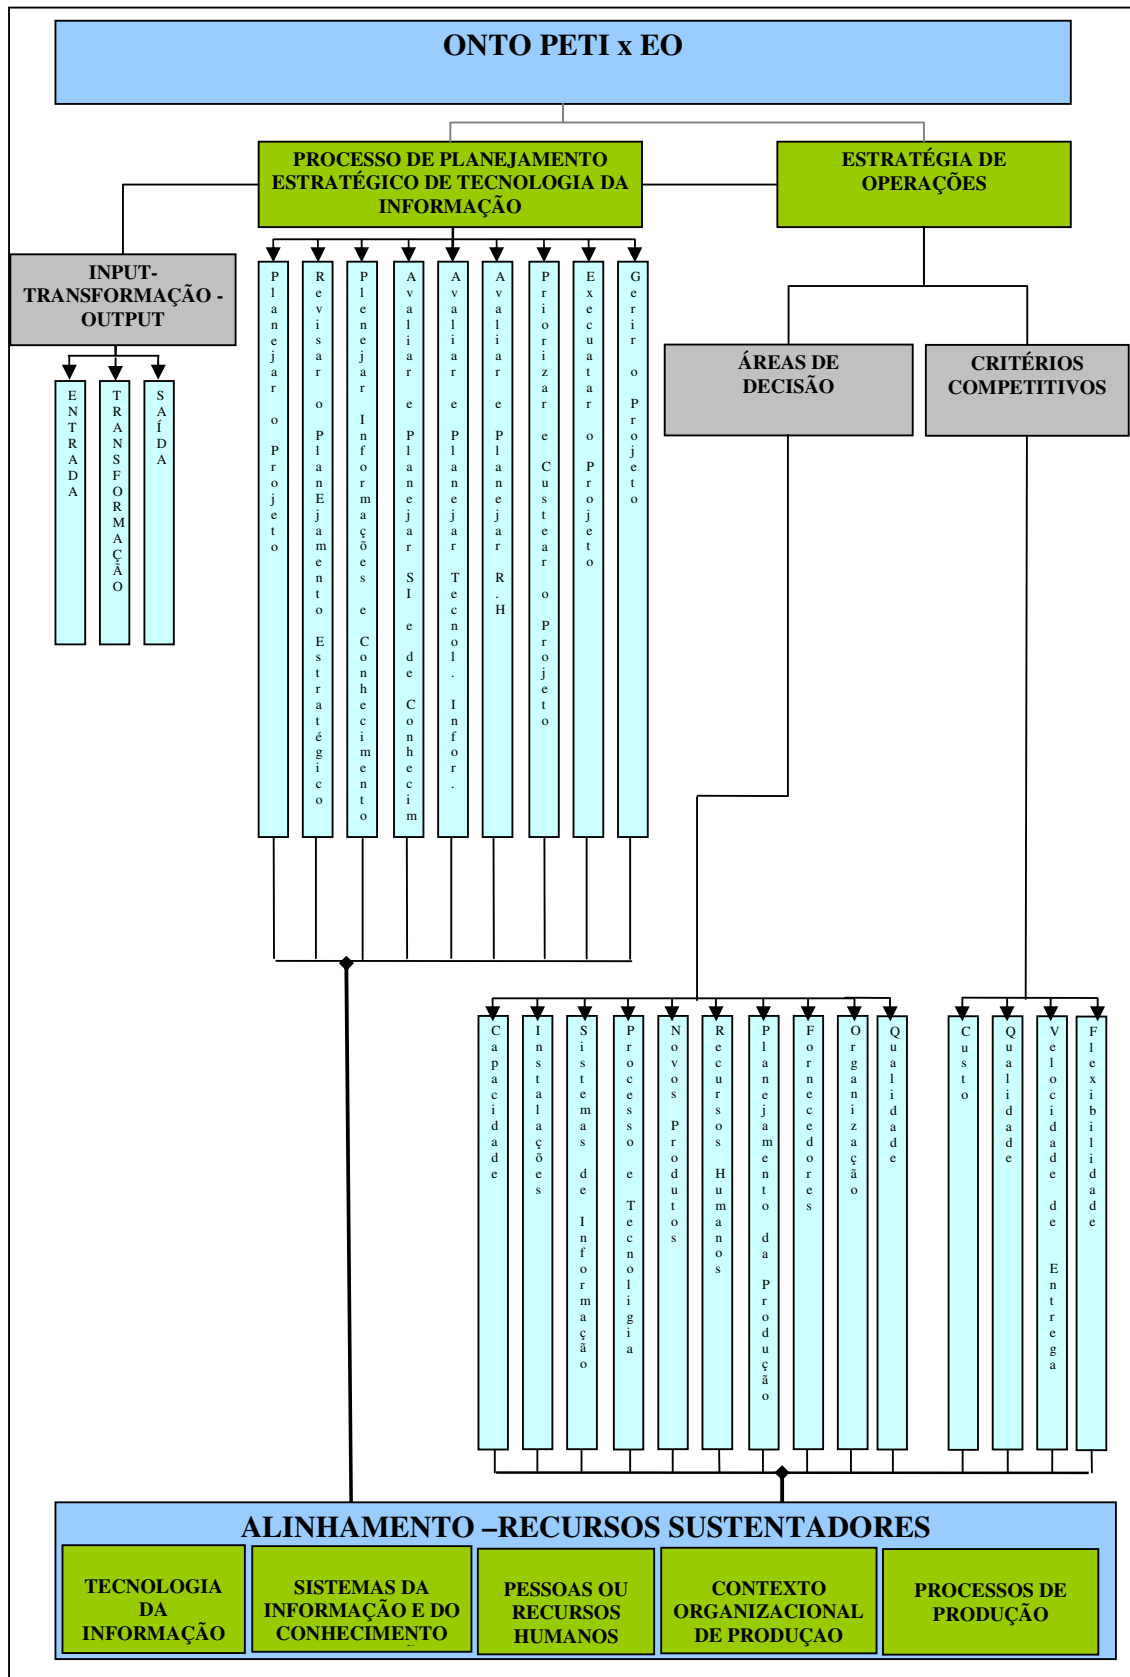 ONTO PETI x EO
PROCESSO DE PLANEJAMENTO
ESTRATÉGICO DE TECNOLOGIA DA
INFORMAÇÃO
ESTRATÉGIA DE
OPERAÇÕES
INPUT-
TRANSFORMAÇÃO -
OUTPUT
ENTRADA
TRANSFORMAÇÃO
SAÍDA
Planejar o Projeto
Revisar o PlanEjamento Estratégico
Plenejar Informações e Conhecimento
Avaliar e Planejar SI e de Conhecim
Avaliar e Planejar Tecnol. Infor.
Avaliar e Planejar R.H
Priorizar e Custear o Projeto
Execuatar o Projeto
Gerir o Projeto
ÁREAS DE
DECISÃO
CRITÉRIOS
COMPETITIVOS
Capacidade
Instalações
Sistemas de Informação
Processo e Tecnoligia
Novos Produtos
Recursos Humanos
Planejamento da Produção
Fornecedores
Organização
Qualidade
Custo
Qualidade
Velocidade de Entrega
Flexibilidade
ALINHAMENTO –RECURSOS SUSTENTADORES
TECNOLOGIA
DA
INFORMAÇÃO
SISTEMAS DA
INFORMAÇÃO E DO
CONHECIMENTO
PESSOAS OU
RECURSOS
HUMANOS
CONTEXTO
ORGANIZACIONAL
DE PRODUÇAO
PROCESSOS DE
PRODUÇÃO